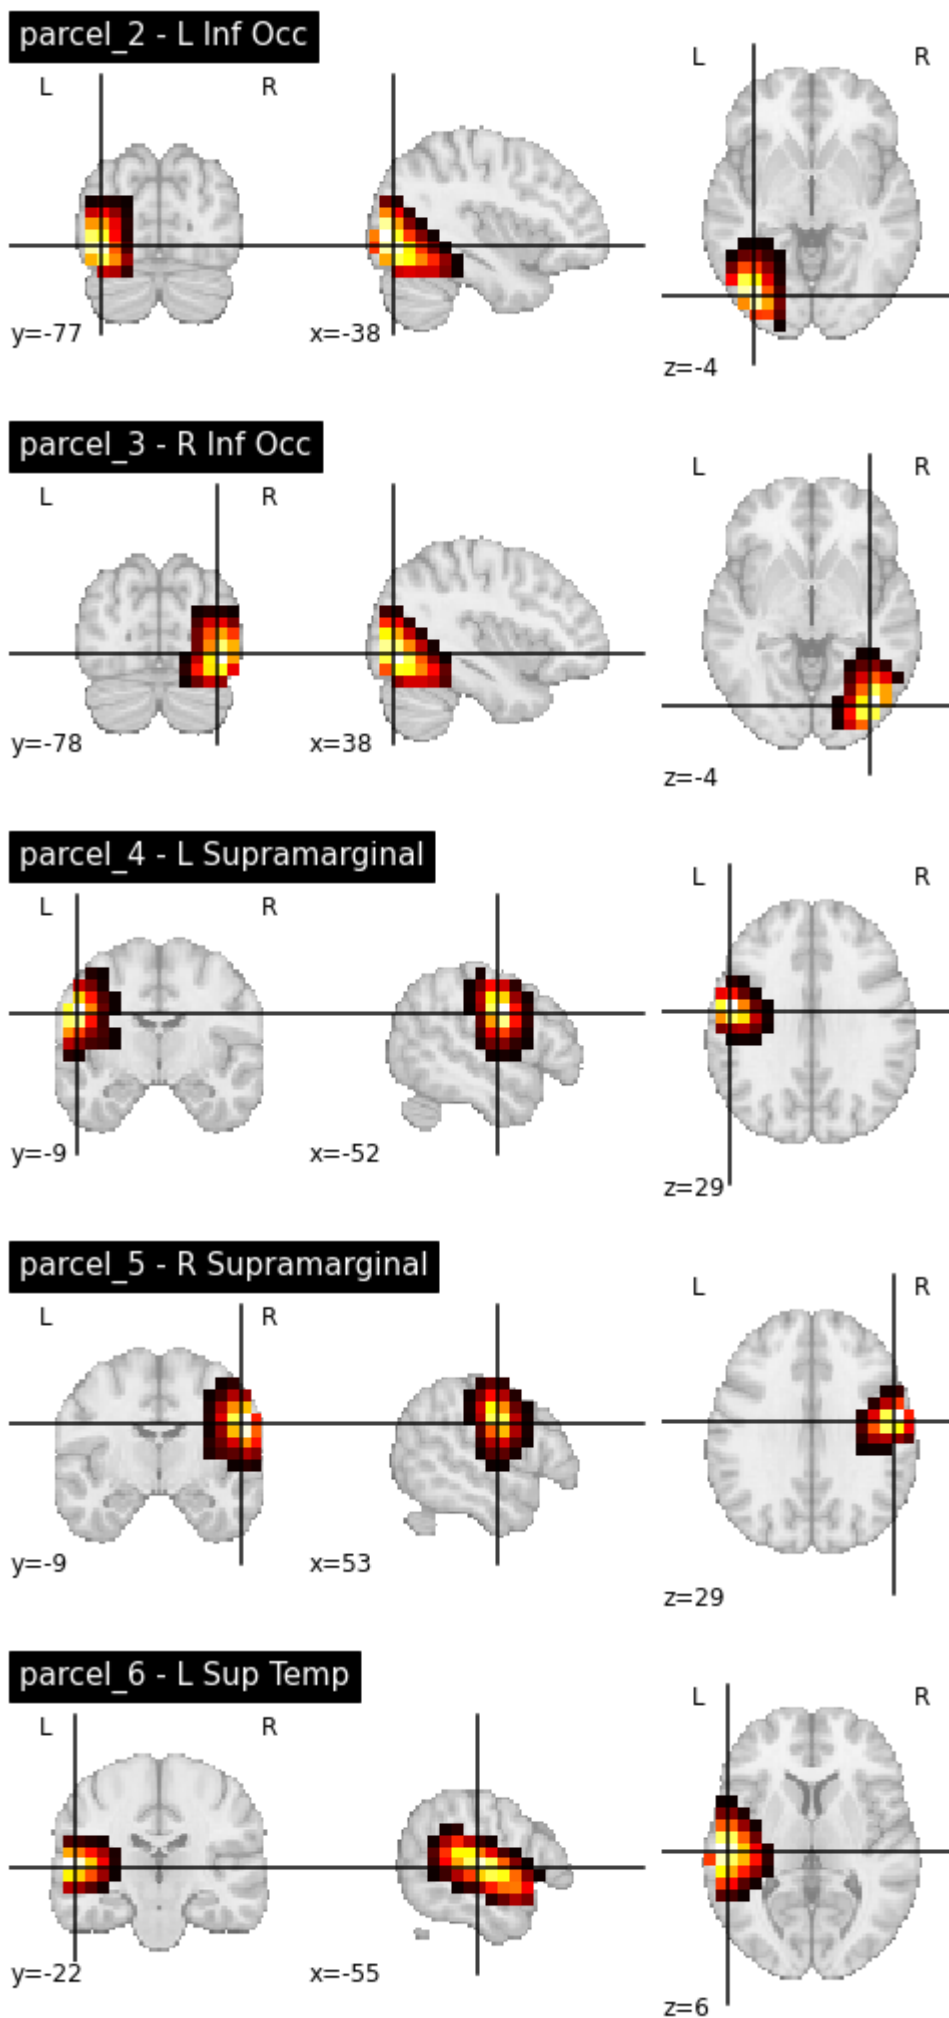 parcel_2 - L Inf Occ
L R L R
y=-77 x=-38 z=-4
parcel_3 - R Inf Occ
L R L R
y=-78 x=38 z=-4
parcel_4 - L Supramarginal
L R L R
y=-9 x=-52 z=29
parcel_5 - R Supramarginal
L R L R
y=-9 x=53 z=29
parcel_6 - L Sup Temp
L R L R
y=-22 x=-55 z=6